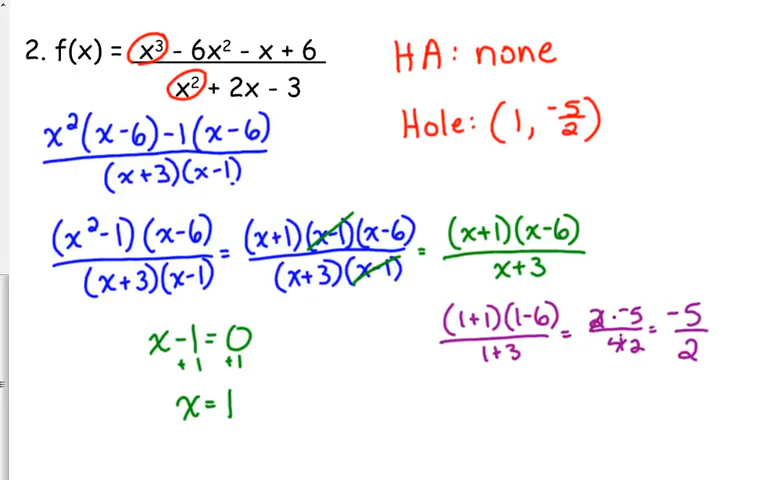 2. f(x) = x³ - 6x² - x + 6
x² + 2x - 3
HA: none
Hole: (1, -5/2)
x²(x-6)-1(x-6)
(x+3)(x-1)
(x²-1)(x-6) = (x+1)(x-1)(x-6) = (x+1)(x-6)
(x+3)(x-1) (x+3)(x-1) x+3
(1+1)(1-6) = 2·-5 = -5
1+3 4 2 2
x-1=0
+1 +1
x=1